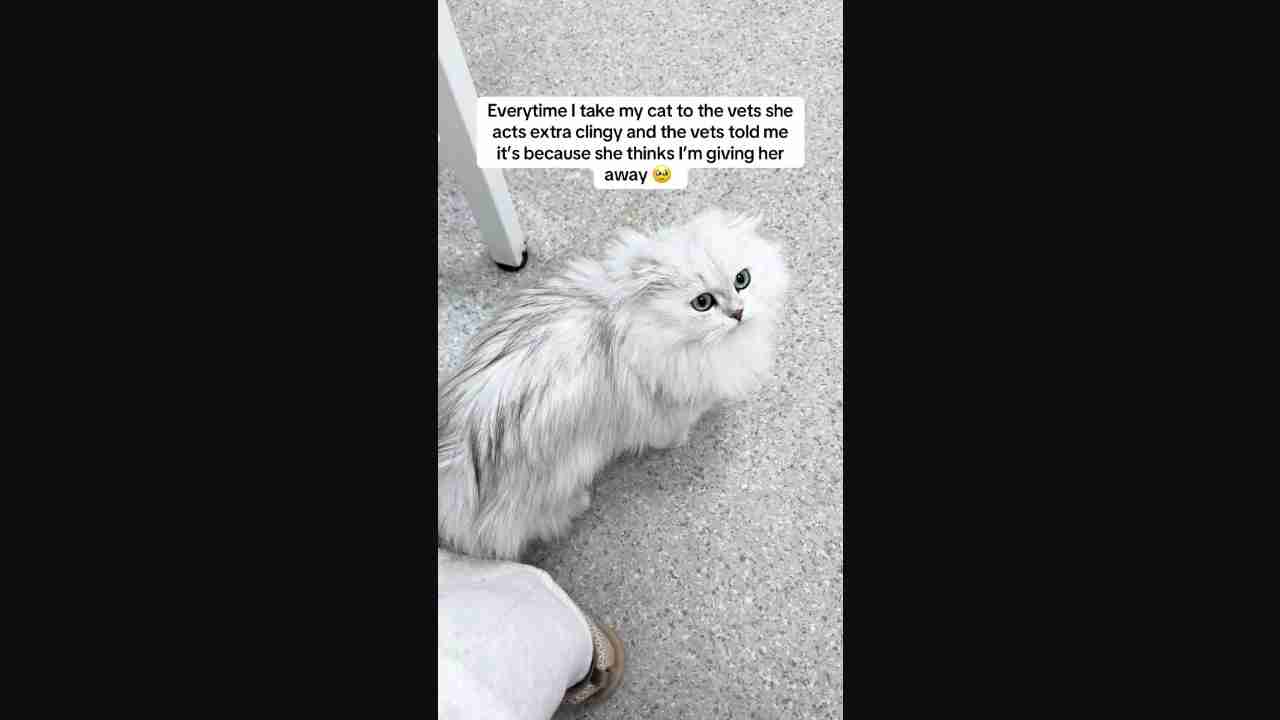 Everytime I take my cat to the vets she
acts extra clingy and the vets told me
it’s because she thinks I’m giving her
away 🥹